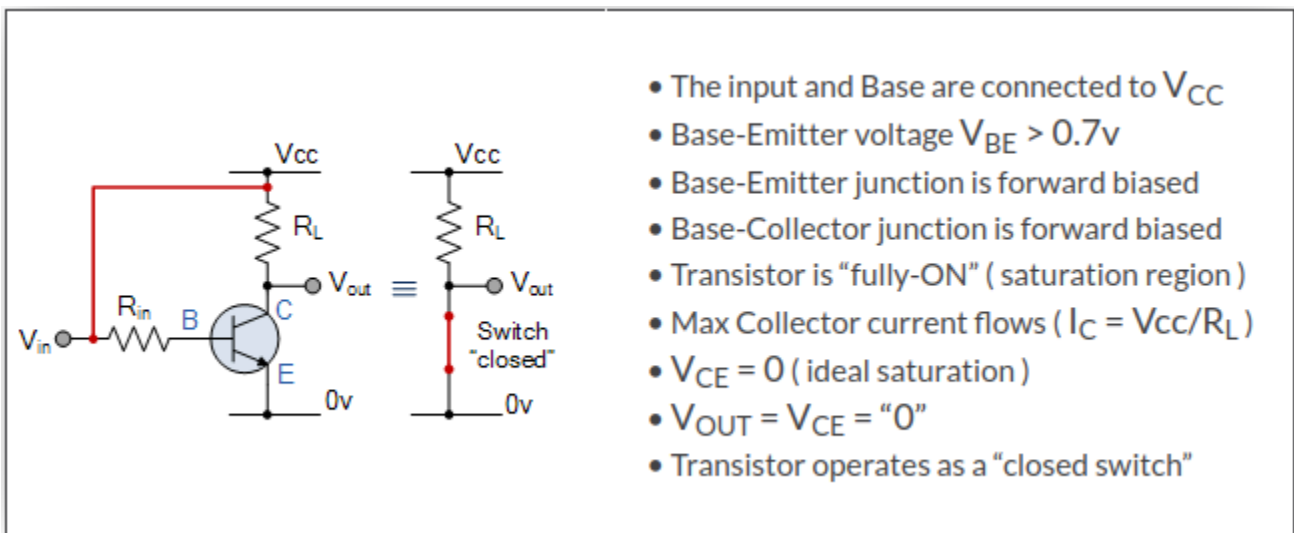 Vcc
Vcc
RL
RL
Vout
≡
Vout
Rin
B
C
Vin
Switch
"closed"
E
0v
0v
• The input and Base are connected to VCC
• Base-Emitter voltage VBE > 0.7v
• Base-Emitter junction is forward biased
• Base-Collector junction is forward biased
• Transistor is “fully-ON” ( saturation region )
• Max Collector current flows ( IC = Vcc/RL )
• VCE = 0 ( ideal saturation )
• VOUT = VCE = “0”
• Transistor operates as a “closed switch”